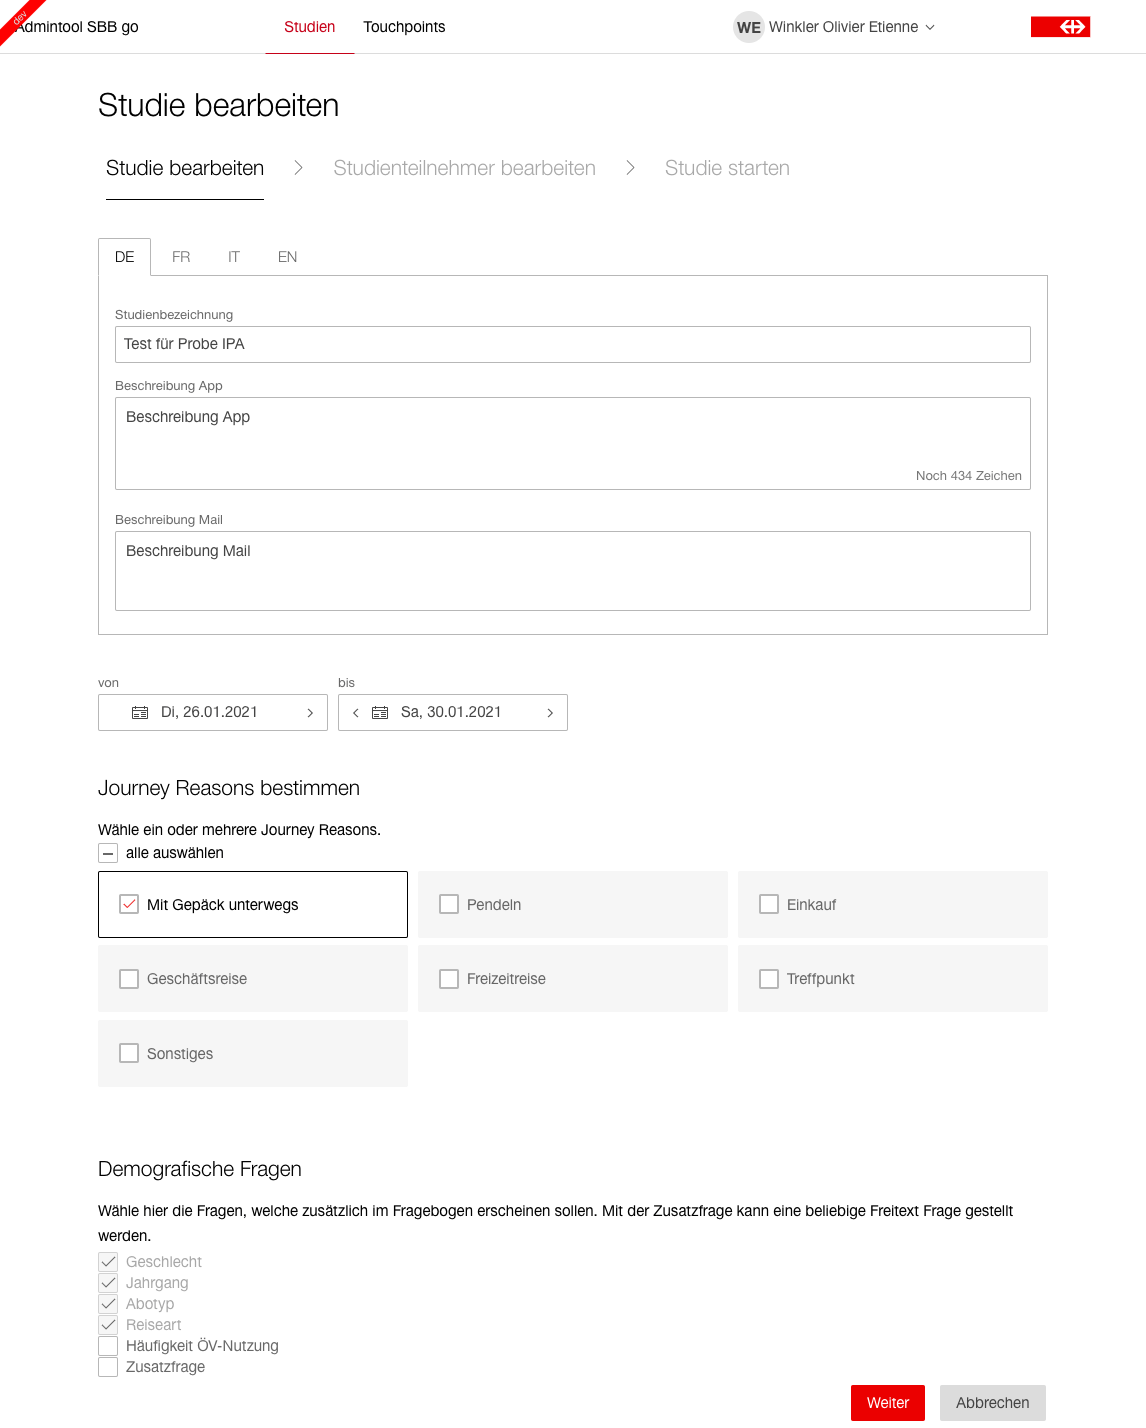 dev
Admintool SBB go
Studien
Touchpoints
WE Winkler Olivier Etienne
Studie bearbeiten
Studie bearbeiten
Studienteilnehmer bearbeiten
Studie starten
DE
FR
IT
EN
Studienbezeichnung
Test für Probe IPA
Beschreibung App
Beschreibung App
Noch 434 Zeichen
Beschreibung Mail
Beschreibung Mail
von
bis
Di, 26.01.2021
Sa, 30.01.2021
Journey Reasons bestimmen
Wähle ein oder mehrere Journey Reasons.
alle auswählen
Mit Gepäck unterwegs
Pendeln
Einkauf
Geschäftsreise
Freizeitreise
Treffpunkt
Sonstiges
Demografische Fragen
Wähle hier die Fragen, welche zusätzlich im Fragebogen erscheinen sollen. Mit der Zusatzfrage kann eine beliebige Freitext Frage gestellt
werden.
Geschlecht
Jahrgang
Abotyp
Reiseart
Häufigkeit ÖV-Nutzung
Zusatzfrage
Weiter
Abbrechen